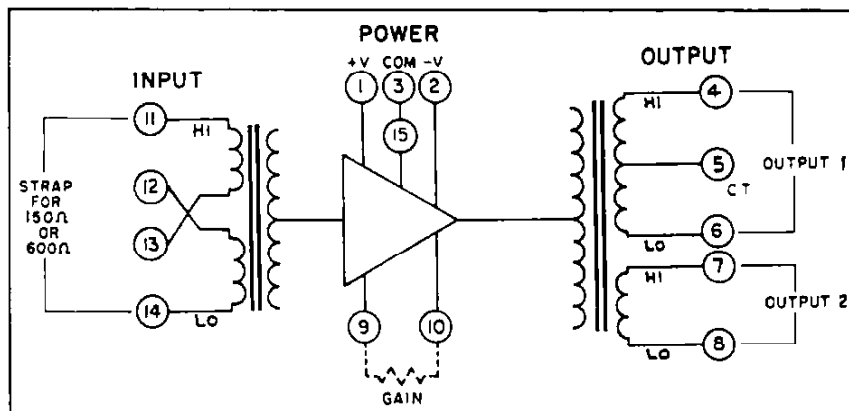 POWER
+V COM -V
1 3 2
INPUT
OUTPUT
11
HI
15
4
HI
5
CT
OUTPUT 1
STRAP
FOR
150Ω
OR
600Ω
12
13
6
LO
14
LO
7
HI
OUTPUT 2
8
LO
9 10
GAIN